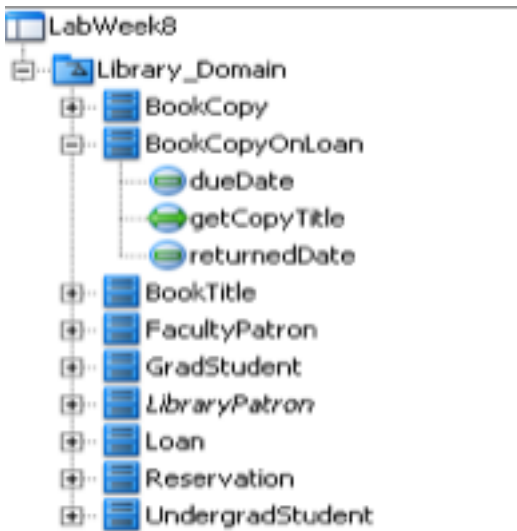 LabWeek8
Library_Domain
BookCopy
BookCopyOnLoan
dueDate
getCopyTitle
returnedDate
BookTitle
FacultyPatron
GradStudent
LibraryPatron
Loan
Reservation
UndergradStudent